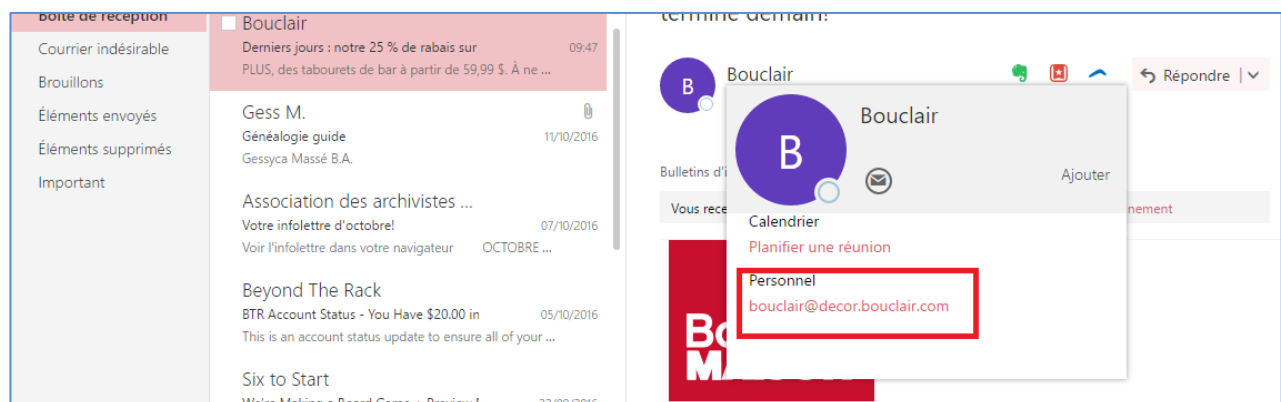 Boîte de réception
Courrier indésirable
Brouillons
Éléments envoyés
Éléments supprimés
Important
Bouclair
Derniers jours : notre 25 % de rabais sur 09:47
PLUS, des tabourets de bar à partir de 59,99 $. À ne ...
Gess M.
Généalogie guide 11/10/2016
Gessyca Massé B.A.
Association des archivistes ...
Votre infolettre d'octobre! 07/10/2016
Voir l'infolettre dans votre navigateur OCTOBRE ...
Beyond The Rack
BTR Account Status - You Have $20.00 in 05/10/2016
This is an account status update to ensure all of your ...
Six to Start
termine demain!
B
Bouclair
Répondre
B
Bouclair
Ajouter
Bulletins d'i
Vous rece nement
Calendrier
Planifier une réunion
Personnel
bouclair@decor.bouclair.com